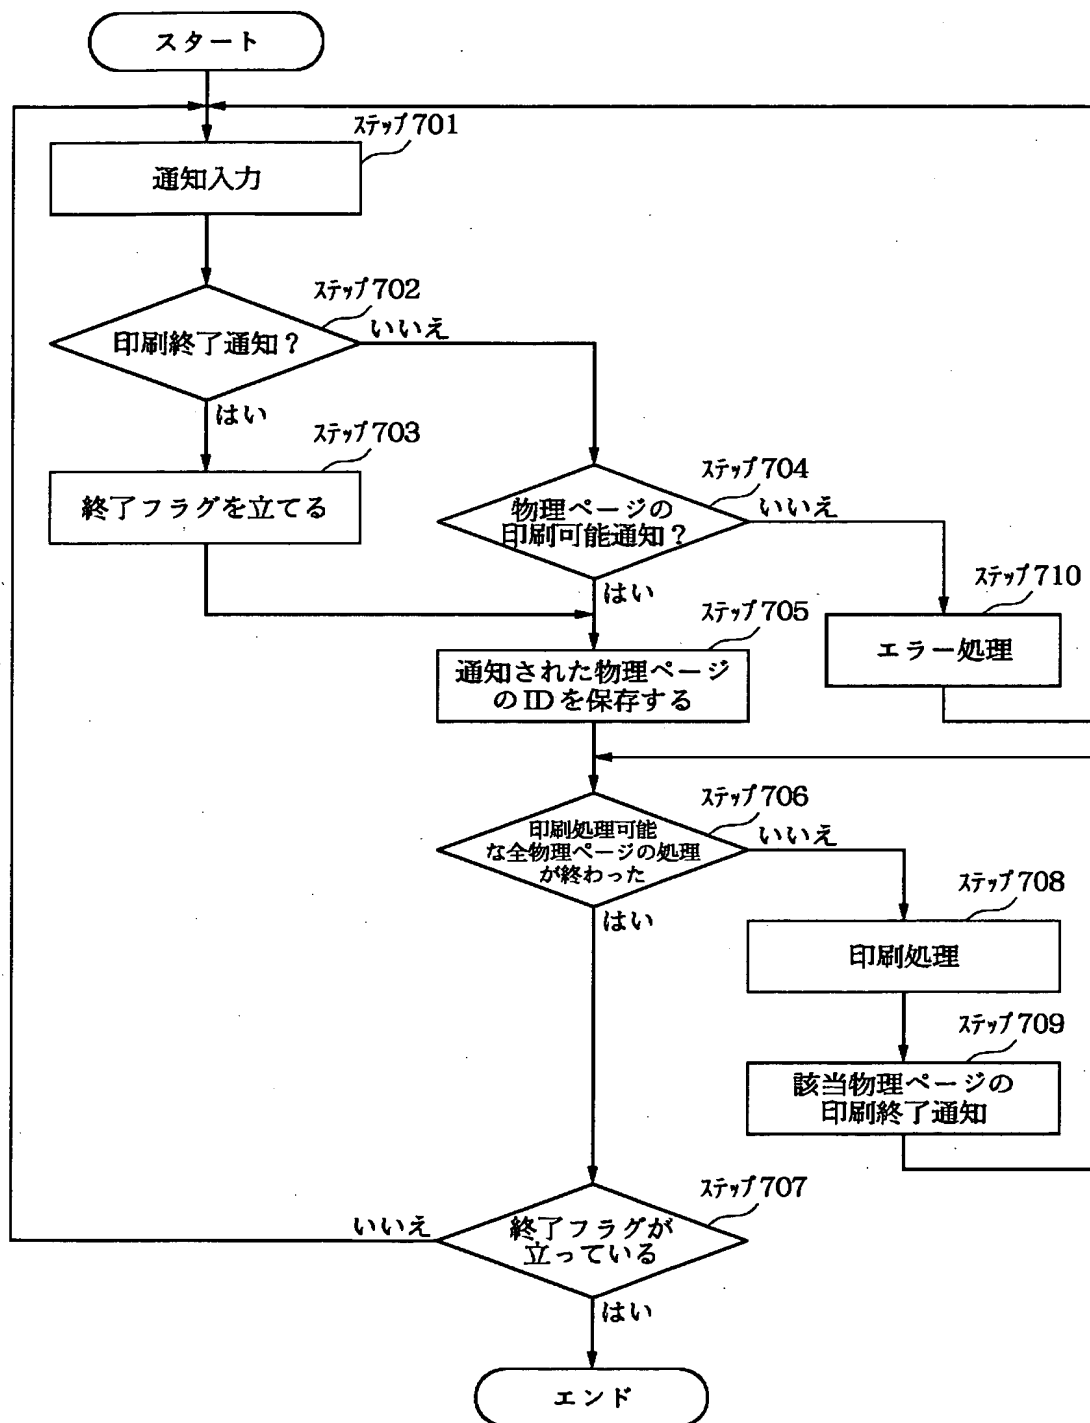 スタート
ステップ701
通知入力
ステップ702
印刷終了通知？
いいえ
はい
ステップ703
終了フラグを立てる
ステップ704
物理ページの
印刷可能通知？
いいえ
はい
ステップ710
エラー処理
ステップ705
通知された物理ページ
のIDを保存する
ステップ706
印刷処理可能
な全物理ページの処理
が終わった
いいえ
はい
ステップ708
印刷処理
ステップ709
該当物理ページの
印刷終了通知
ステップ707
終了フラグが
立っている
いいえ
はい
エンド